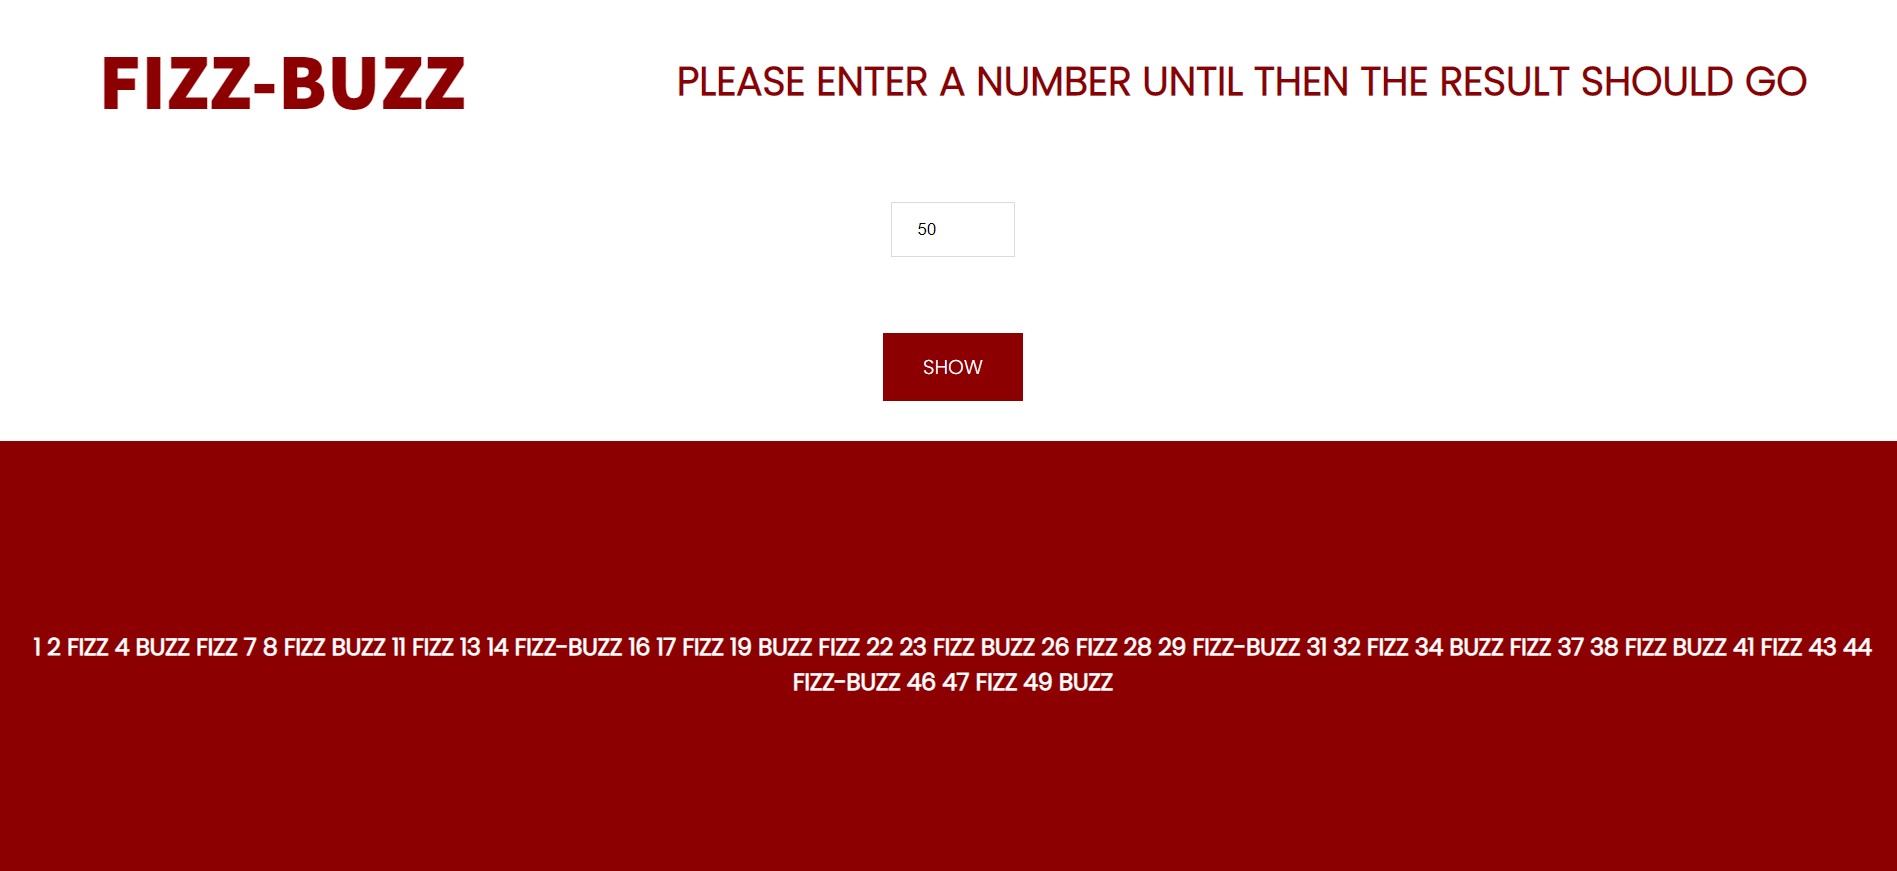 FIZZ-BUZZ
PLEASE ENTER A NUMBER UNTIL THEN THE RESULT SHOULD GO
50
SHOW
1 2 FIZZ 4 BUZZ FIZZ 7 8 FIZZ BUZZ 11 FIZZ 13 14 FIZZ-BUZZ 16 17 FIZZ 19 BUZZ FIZZ 22 23 FIZZ BUZZ 26 FIZZ 28 29 FIZZ-BUZZ 31 32 FIZZ 34 BUZZ FIZZ 37 38 FIZZ BUZZ 41 FIZZ 43 44
FIZZ-BUZZ 46 47 FIZZ 49 BUZZ